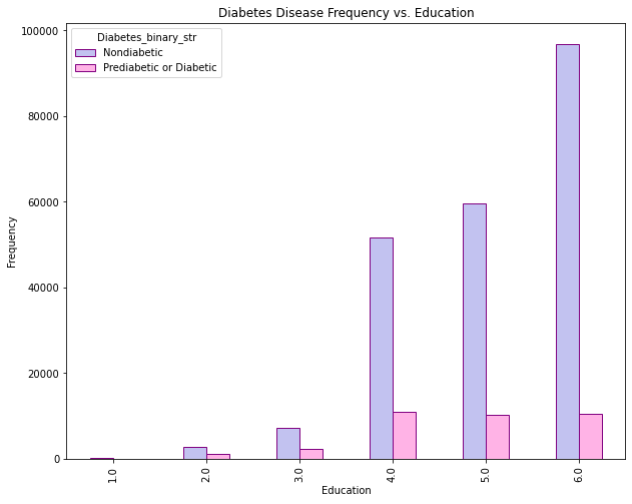 Diabetes Disease Frequency vs. Education
Diabetes_binary_str
Nondiabetic
Prediabetic or Diabetic
100000
80000
60000
40000
20000
0
Frequency
1.0
2.0
3.0
4.0
5.0
6.0
Education